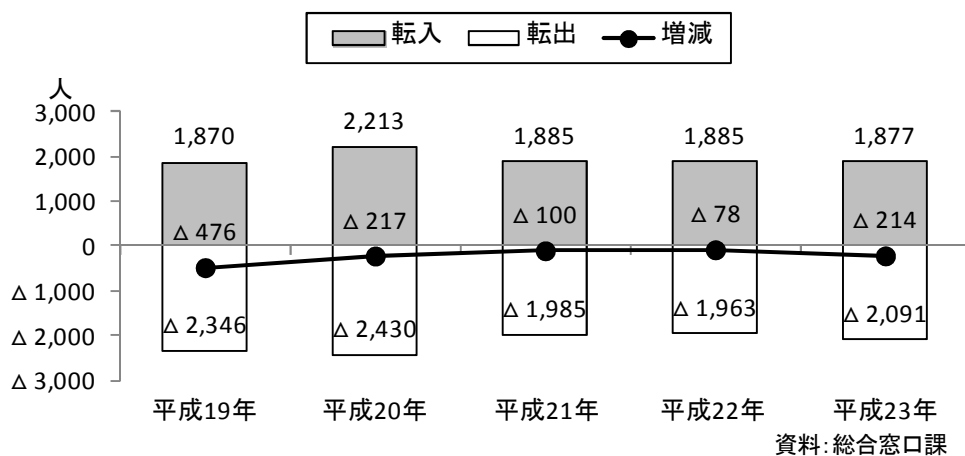 転入 転出 増減
人
3,000
2,000
1,000
0
△ 1,000
△ 2,000
△ 3,000
1,870 2,213 1,885 1,885 1,877
△ 476 △ 217 △ 100 △ 78 △ 214
△ 2,346 △ 2,430 △ 1,985 △ 1,963 △ 2,091
平成19年 平成20年 平成21年 平成22年 平成23年
資料：総合窓口課